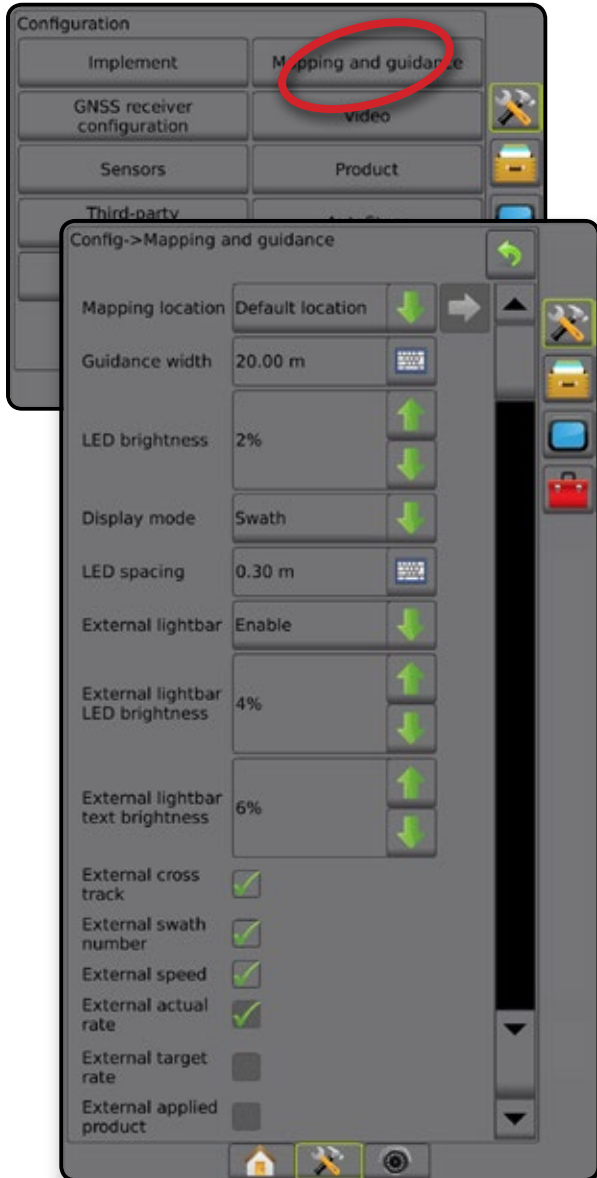 Configuration
Implement
Mapping and guidance
GNSS receiver
configuration
Video
Sensors
Product
Third-party
Config->Mapping and guidance
Mapping location
Default location
Guidance width
20.00 m
LED brightness
2%
Display mode
Swath
LED spacing
0.30 m
External lightbar
Enable
External lightbar
LED brightness
4%
External lightbar
text brightness
6%
External cross
track
External swath
number
External speed
External actual
rate
External target
rate
External applied
product